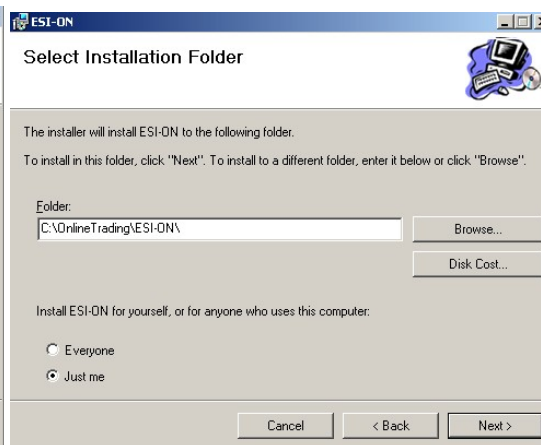 ESI-ON
Select Installation Folder
The installer will install ESI-ON to the following folder.
To install in this folder, click "Next". To install to a different folder, enter it below or click "Browse".
Folder:
C:\OnlineTrading\ESI-ON\
Browse...
Disk Cost...
Install ESI-ON for yourself, or for anyone who uses this computer:
Everyone
Just me
Cancel
< Back
Next >